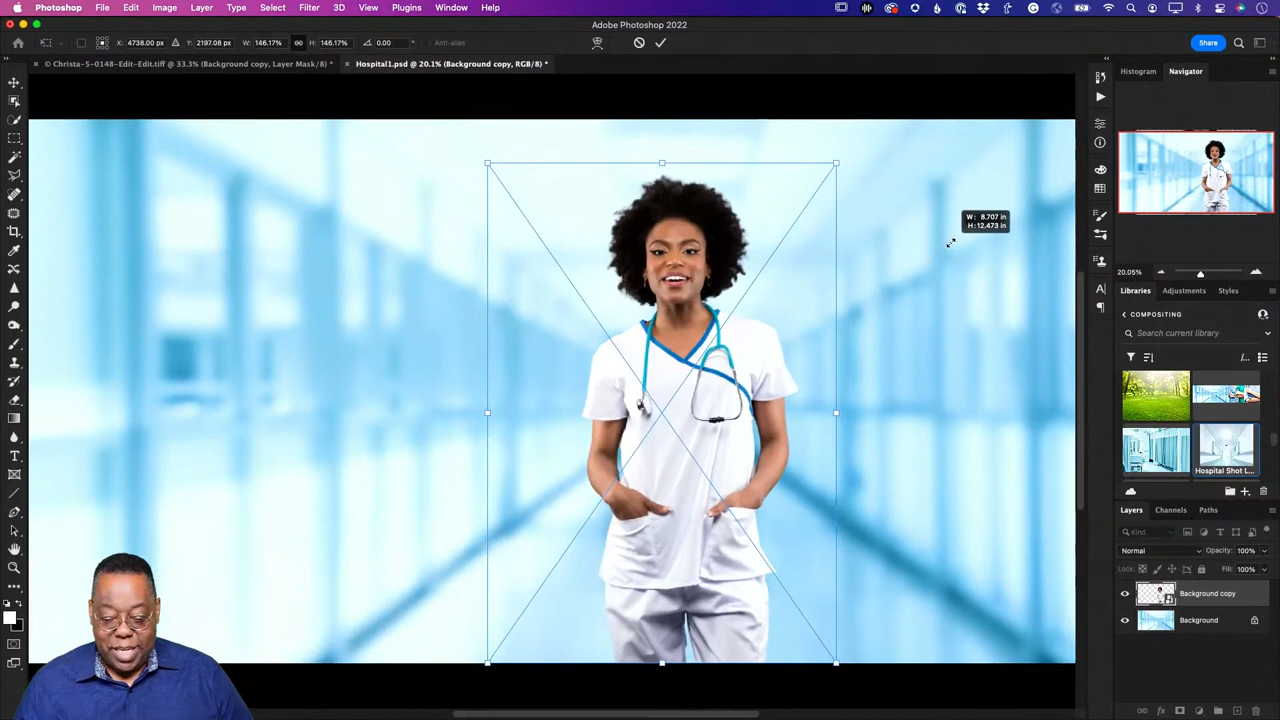 Photoshop File Edit Image Layer Type Select Filter 3D View Plugins Window Help
Adobe Photoshop 2022
X: 4738.00 px Y: 2197.08 px W: 146.17% H: 146.17% 0.00 Anti-alias Share
© Christa-5-0148-Edit-Edit.tiff @ 33.3% (Background copy, Layer Mask/8) * Hospital1.psd @ 20.1% (Background copy, RGB/8) *
Histogram Navigator
W: 8.707 in
H: 12.473 in
20.05%
Libraries Adjustments Styles
COMPOSITING
Search current library
Hospital Shot L...
Layers Channels Paths
Kind
Normal Opacity: 100%
Lock: Fill: 100%
Background copy
Background